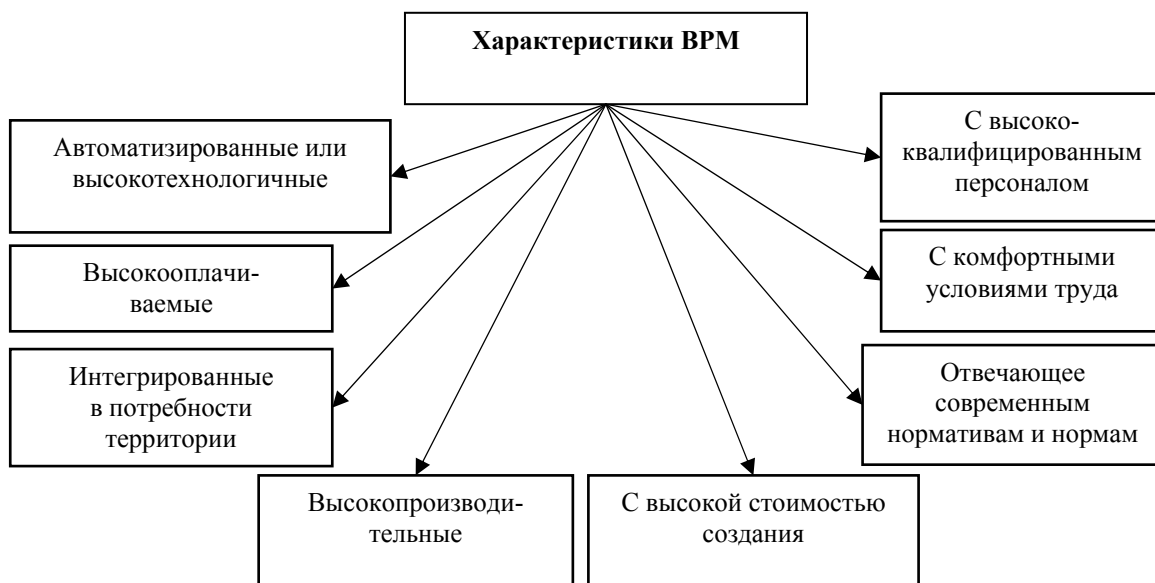 Характеристики ВРМ
Автоматизированные или
высокотехнологичные
С высоко-
квалифицированным
персоналом
Высокооплачи-
ваемые
С комфортными
условиями труда
Интегрированные
в потребности
территории
Отвечающее
современным
нормативам и нормам
Высокопроизводи-
тельные
С высокой стоимостью
создания